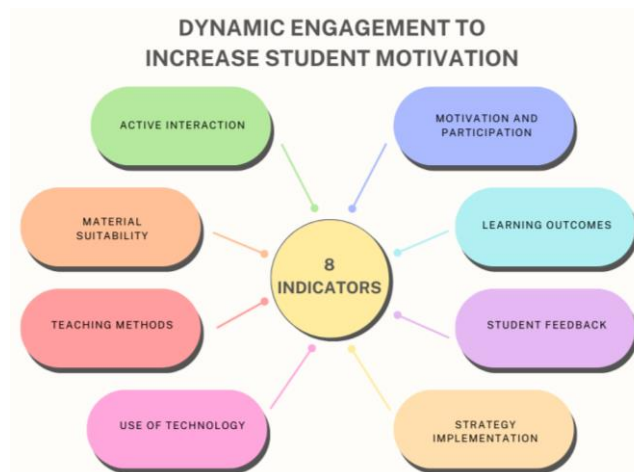 DYNAMIC ENGAGEMENT TO
INCREASE STUDENT MOTIVATION
ACTIVE INTERACTION
MOTIVATION AND
PARTICIPATION
MATERIAL
SUITABILITY
LEARNING OUTCOMES
8
INDICATORS
TEACHING METHODS
STUDENT FEEDBACK
USE OF TECHNOLOGY
STRATEGY
IMPLEMENTATION